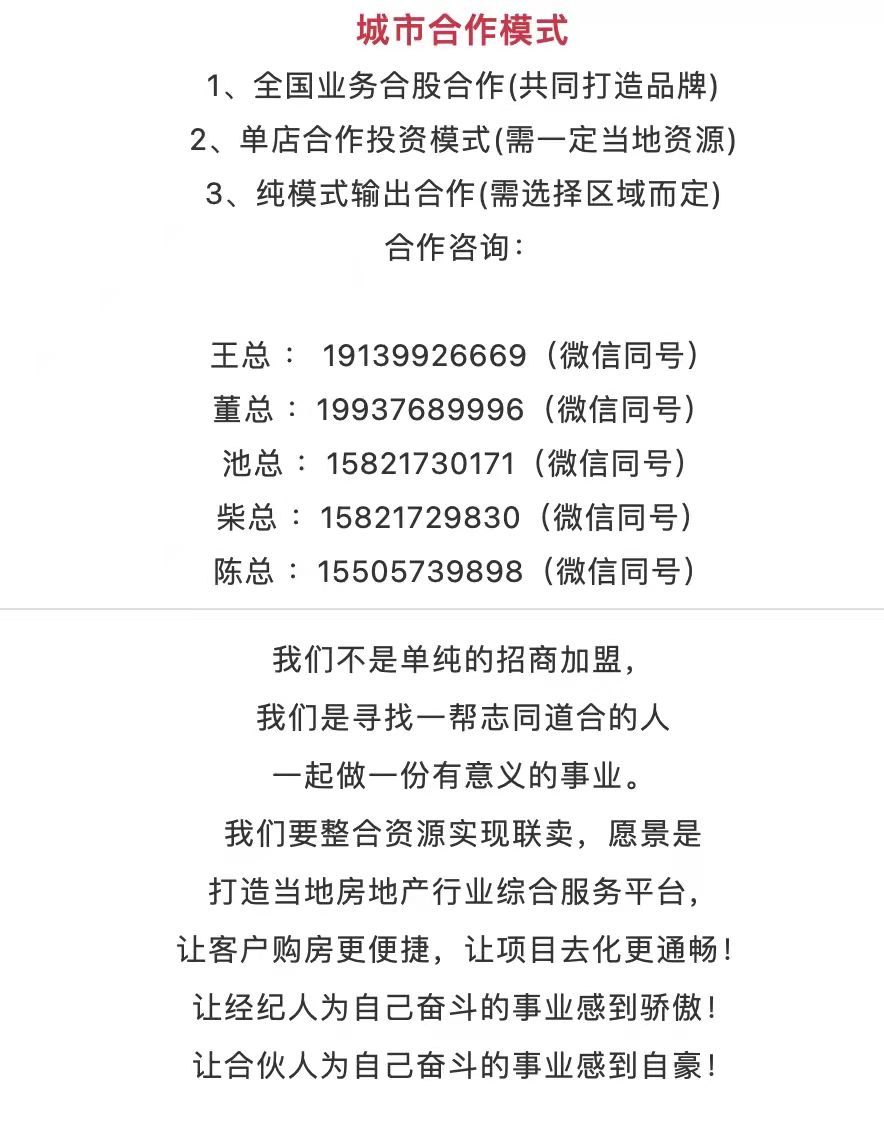 城市合作模式
1、全国业务合股合作(共同打造品牌)
2、单店合作投资模式(需一定当地资源)
3、纯模式输出合作(需选择区域而定)
合作咨询：
王总： 19139926669（微信同号）
董总：19937689996（微信同号）
池总：15821730171（微信同号）
柴总：15821729830（微信同号）
陈总：15505739898（微信同号）
我们不是单纯的招商加盟，
我们是寻找一帮志同道合的人
一起做一份有意义的事业。
我们要整合资源实现联卖，愿景是
打造当地房地产行业综合服务平台，
让客户购房更便捷，让项目去化更通畅！
让经纪人为自己奋斗的事业感到骄傲！
让合伙人为自己奋斗的事业感到自豪！